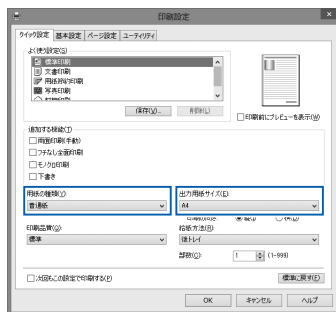 印刷設定
クイック設定 基本設定 ページ設定 ユーティリティ
よく使う設定(S)
標準印刷
文書印刷
用紙節約印刷
写真印刷
保存(V)... 削除(L)
印刷前にプレビューを表示(W)
追加する機能(T)
両面印刷(手動)
フチなし全面印刷
モノクロ印刷
下書き
用紙の種類(Y): 出力用紙サイズ(Z):
普通紙 A4
印刷品質(Q): 給紙方法(R):
標準 後トレイ
部数(C): 1 (1-999)
次回もこの設定で印刷する(P) 標準に戻す(F)
OK キャンセル ヘルプ